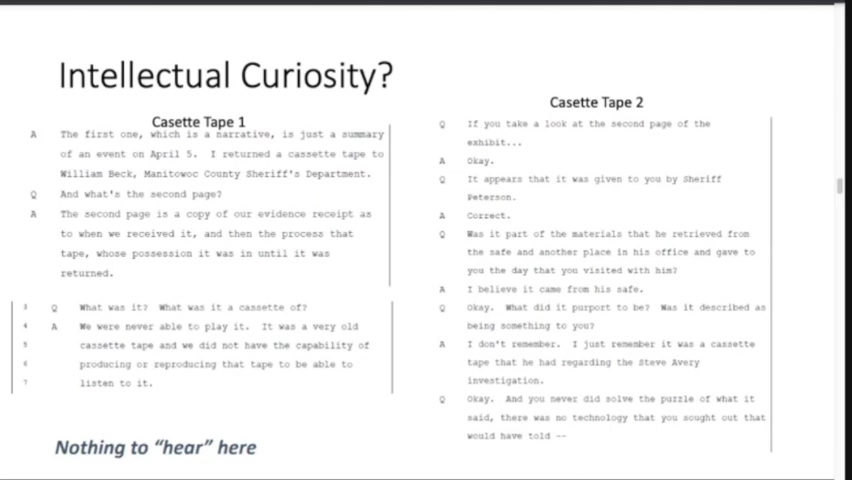 Intellectual Curiosity?
Casette Tape 1
A The first one, which is a narrative, is just a summary
of an event on April 5. I returned a cassette tape to
William Beck, Manitowoc County Sheriff's Department.
Q And what's the second page?
A The second page is a copy of our evidence receipt as
to when we received it, and then the process that
tape, whose possession it was in until it was
returned.
3 Q What was it? What was it a cassette of?
4 A We were never able to play it. It was a very old
5 cassette tape and we did not have the capability of
6 producing or reproducing that tape to be able to
7 listen to it.
Nothing to “hear” here
Casette Tape 2
Q If you take a look at the second page of the
exhibit...
A Okay.
Q It appears that it was given to you by Sheriff
Peterson.
A Correct.
Q Was it part of the materials that he retrieved from
the safe and another place in his office and gave to
you the day that you visited with him?
A I believe it came from his safe.
Q Okay. What did it purport to be? Was it described as
being something to you?
A I don't remember. I just remember it was a cassette
tape that he had regarding the Steve Avery
investigation.
Q Okay. And you never did solve the puzzle of what it
said, there was no technology that you sought out that
would have told --